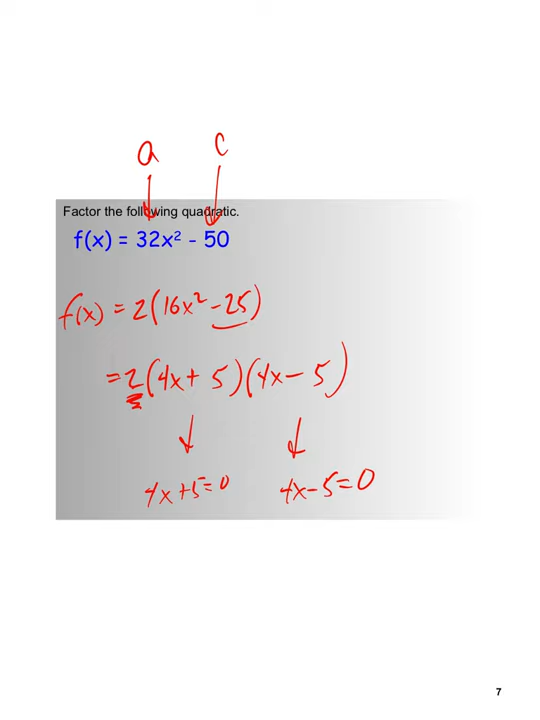 a c
Factor the following quadratic.
f(x) = 32x² - 50
f(x) = 2(16x² - 25)
= 2(4x + 5)(4x - 5)
4x + 5 = 0 4x - 5 = 0
7